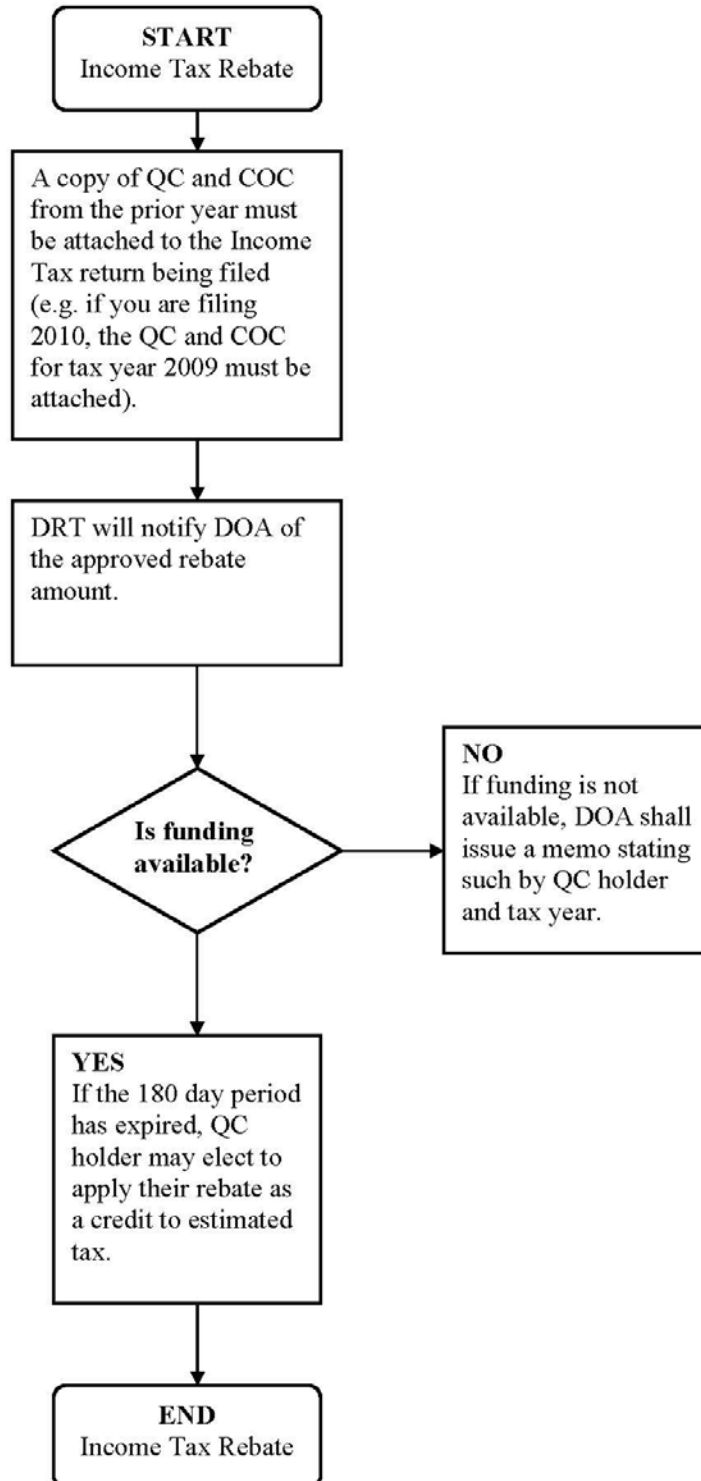 START
Income Tax Rebate
A copy of QC and COC
from the prior year must
be attached to the Income
Tax return being filed
(e.g. if you are filing
2010, the QC and COC
for tax year 2009 must be
attached).
DRT will notify DOA of
the approved rebate
amount.
Is funding
available?
NO
If funding is not
available, DOA shall
issue a memo stating
such by QC holder
and tax year.
YES
If the 180 day period
has expired, QC
holder may elect to
apply their rebate as
a credit to estimated
tax.
END
Income Tax Rebate